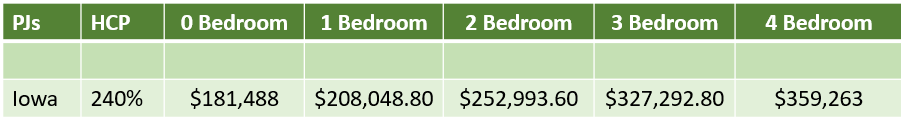 PJs HCP 0 Bedroom 1 Bedroom 2 Bedroom 3 Bedroom 4 Bedroom
Iowa 240% $181,488 $208,048.80 $252,993.60 $327,292.80 $359,263